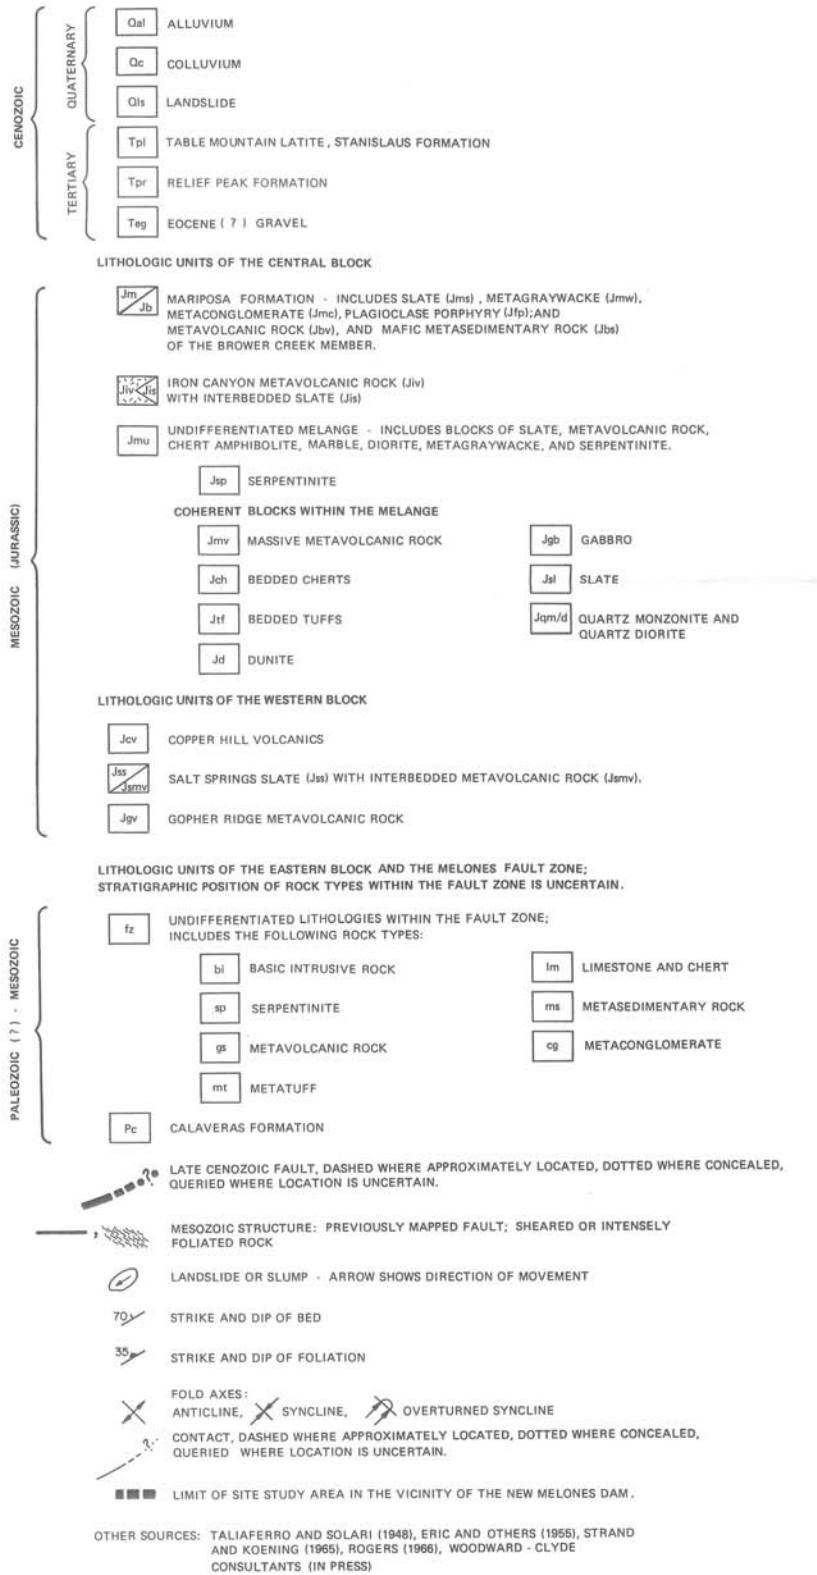 CENOZOIC
QUATERNARY
Qal ALLUVIUM
Qc COLLUVIUM
Qls LANDSLIDE
TERTIARY
Tpl TABLE MOUNTAIN LATITE, STANISLAUS FORMATION
Tpr RELIEF PEAK FORMATION
Teg EOCENE (?) GRAVEL
LITHOLOGIC UNITS OF THE CENTRAL BLOCK
MESOZOIC (JURASSIC)
Jm Jb MARIPOSA FORMATION - INCLUDES SLATE (Jms), METAGRAYWACKE (Jmw),
METACONGLOMERATE (Jmc), PLAGIOCLASE PORPHYRY (Jfp);AND
METAVOLCANIC ROCK (Jbv), AND MAFIC METASEDIMENTARY ROCK (Jbs)
OF THE BROWER CREEK MEMBER.
Jiv Jis IRON CANYON METAVOLCANIC ROCK (Jiv)
WITH INTERBEDDED SLATE (Jis)
Jmu UNDIFFERENTIATED MELANGE - INCLUDES BLOCKS OF SLATE, METAVOLCANIC ROCK,
CHERT AMPHIBOLITE, MARBLE, DIORITE, METAGRAYWACKE, AND SERPENTINITE.
Jsp SERPENTINITE
COHERENT BLOCKS WITHIN THE MELANGE
Jmv MASSIVE METAVOLCANIC ROCK
Jgb GABBRO
Jch BEDDED CHERTS
Jsl SLATE
Jtf BEDDED TUFFS
Jqm/d QUARTZ MONZONITE AND
QUARTZ DIORITE
Jd DUNITE
LITHOLOGIC UNITS OF THE WESTERN BLOCK
Jcv COPPER HILL VOLCANICS
Jss Jsmv SALT SPRINGS SLATE (Jss) WITH INTERBEDDED METAVOLCANIC ROCK (Jsmv).
Jgv GOPHER RIDGE METAVOLCANIC ROCK
LITHOLOGIC UNITS OF THE EASTERN BLOCK AND THE MELONES FAULT ZONE;
STRATIGRAPHIC POSITION OF ROCK TYPES WITHIN THE FAULT ZONE IS UNCERTAIN.
PALEOZOIC (?) - MESOZOIC
fz UNDIFFERENTIATED LITHOLOGIES WITHIN THE FAULT ZONE;
INCLUDES THE FOLLOWING ROCK TYPES:
bi BASIC INTRUSIVE ROCK
lm LIMESTONE AND CHERT
sp SERPENTINITE
ms METASEDIMENTARY ROCK
gs METAVOLCANIC ROCK
cg METACONGLOMERATE
mt METATUFF
Pc CALAVERAS FORMATION
? LATE CENOZOIC FAULT, DASHED WHERE APPROXIMATELY LOCATED, DOTTED WHERE CONCEALED,
QUERIED WHERE LOCATION IS UNCERTAIN.
, MESOZOIC STRUCTURE: PREVIOUSLY MAPPED FAULT; SHEARED OR INTENSELY
FOLIATED ROCK
LANDSLIDE OR SLUMP - ARROW SHOWS DIRECTION OF MOVEMENT
70 STRIKE AND DIP OF BED
35 STRIKE AND DIP OF FOLIATION
FOLD AXES:
ANTICLINE, SYNCLINE, OVERTURNED SYNCLINE
? CONTACT, DASHED WHERE APPROXIMATELY LOCATED, DOTTED WHERE CONCEALED,
QUERIED WHERE LOCATION IS UNCERTAIN.
LIMIT OF SITE STUDY AREA IN THE VICINITY OF THE NEW MELONES DAM.
OTHER SOURCES: TALIAFERRO AND SOLARI (1948), ERIC AND OTHERS (1955), STRAND
AND KOENING (1965), ROGERS (1966), WOODWARD - CLYDE
CONSULTANTS (IN PRESS)